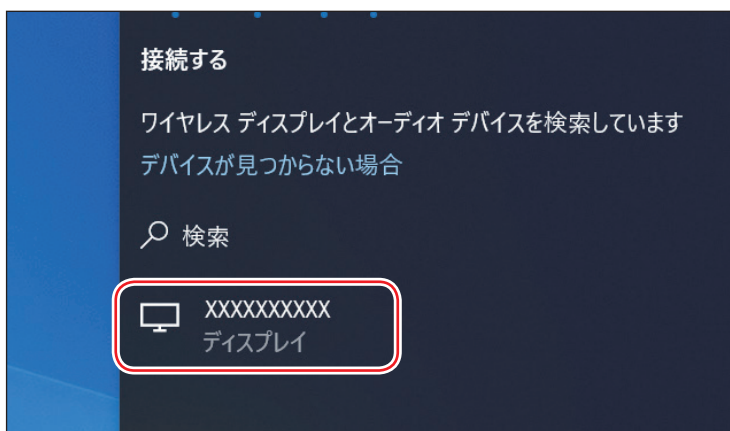 接続する
ワイヤレス ディスプレイとオーディオ デバイスを検索しています
デバイスが見つからない場合
検索
XXXXXXXXXX
ディスプレイ